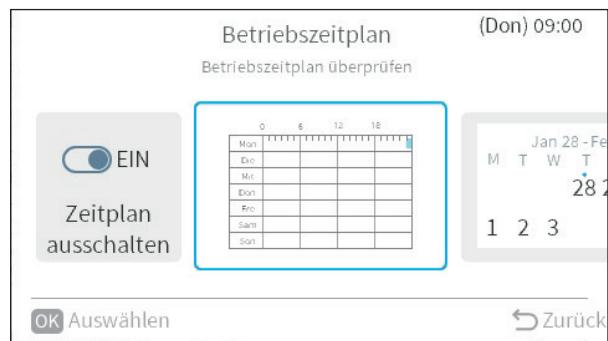 Betriebszeitplan
(Don) 09:00
Betriebszeitplan überprüfen
EIN
Zeitplan
ausschalten
0 6 12 18
Mon
Die
Mit
Don
Fre
Sam
Son
Jan 28 - Fe
M T W T
28 2
1 2 3
OK Auswählen
Zurück